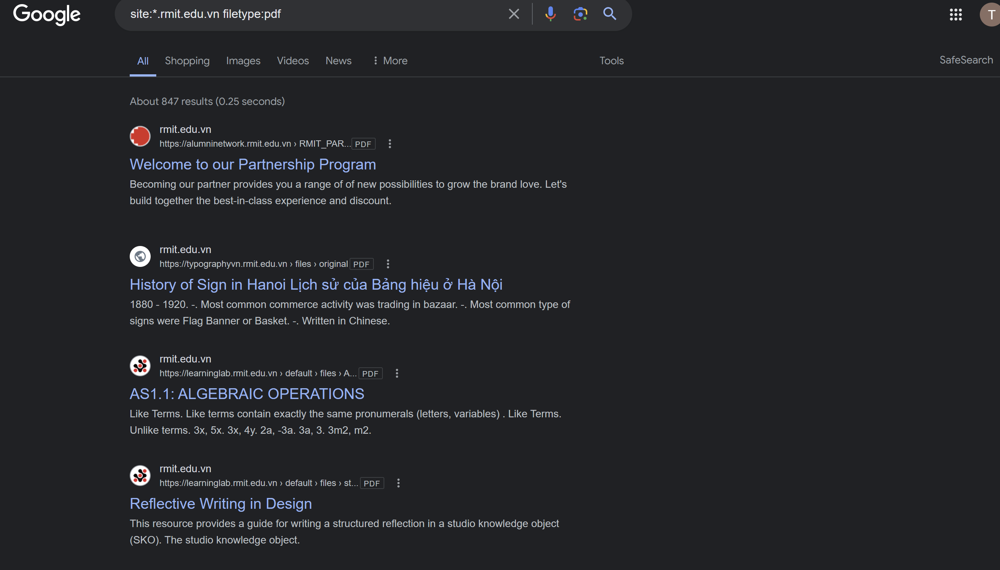 Google
site:*.rmit.edu.vn filetype:pdf
T
All Shopping Images Videos News More Tools SafeSearch
About 847 results (0.25 seconds)
rmit.edu.vn
https://alumninetwork.rmit.edu.vn › RMIT_PAR... PDF
Welcome to our Partnership Program
Becoming our partner provides you a range of of new possibilities to grow the brand love. Let's
build together the best-in-class experience and discount.
rmit.edu.vn
https://typographyvn.rmit.edu.vn › files › original PDF
History of Sign in Hanoi Lịch sử của Bảng hiệu ở Hà Nội
1880 - 1920. -. Most common commerce activity was trading in bazaar. -. Most common type of
signs were Flag Banner or Basket. -. Written in Chinese.
rmit.edu.vn
https://learninglab.rmit.edu.vn › default › files › A... PDF
AS1.1: ALGEBRAIC OPERATIONS
Like Terms. Like terms contain exactly the same pronumerals (letters, variables) . Like Terms.
Unlike terms. 3x, 5x. 3x, 4y. 2a, -3a. 3a, 3. 3m2, m2.
rmit.edu.vn
https://learninglab.rmit.edu.vn › default › files › st... PDF
Reflective Writing in Design
This resource provides a guide for writing a structured reflection in a studio knowledge object
(SKO). The studio knowledge object.